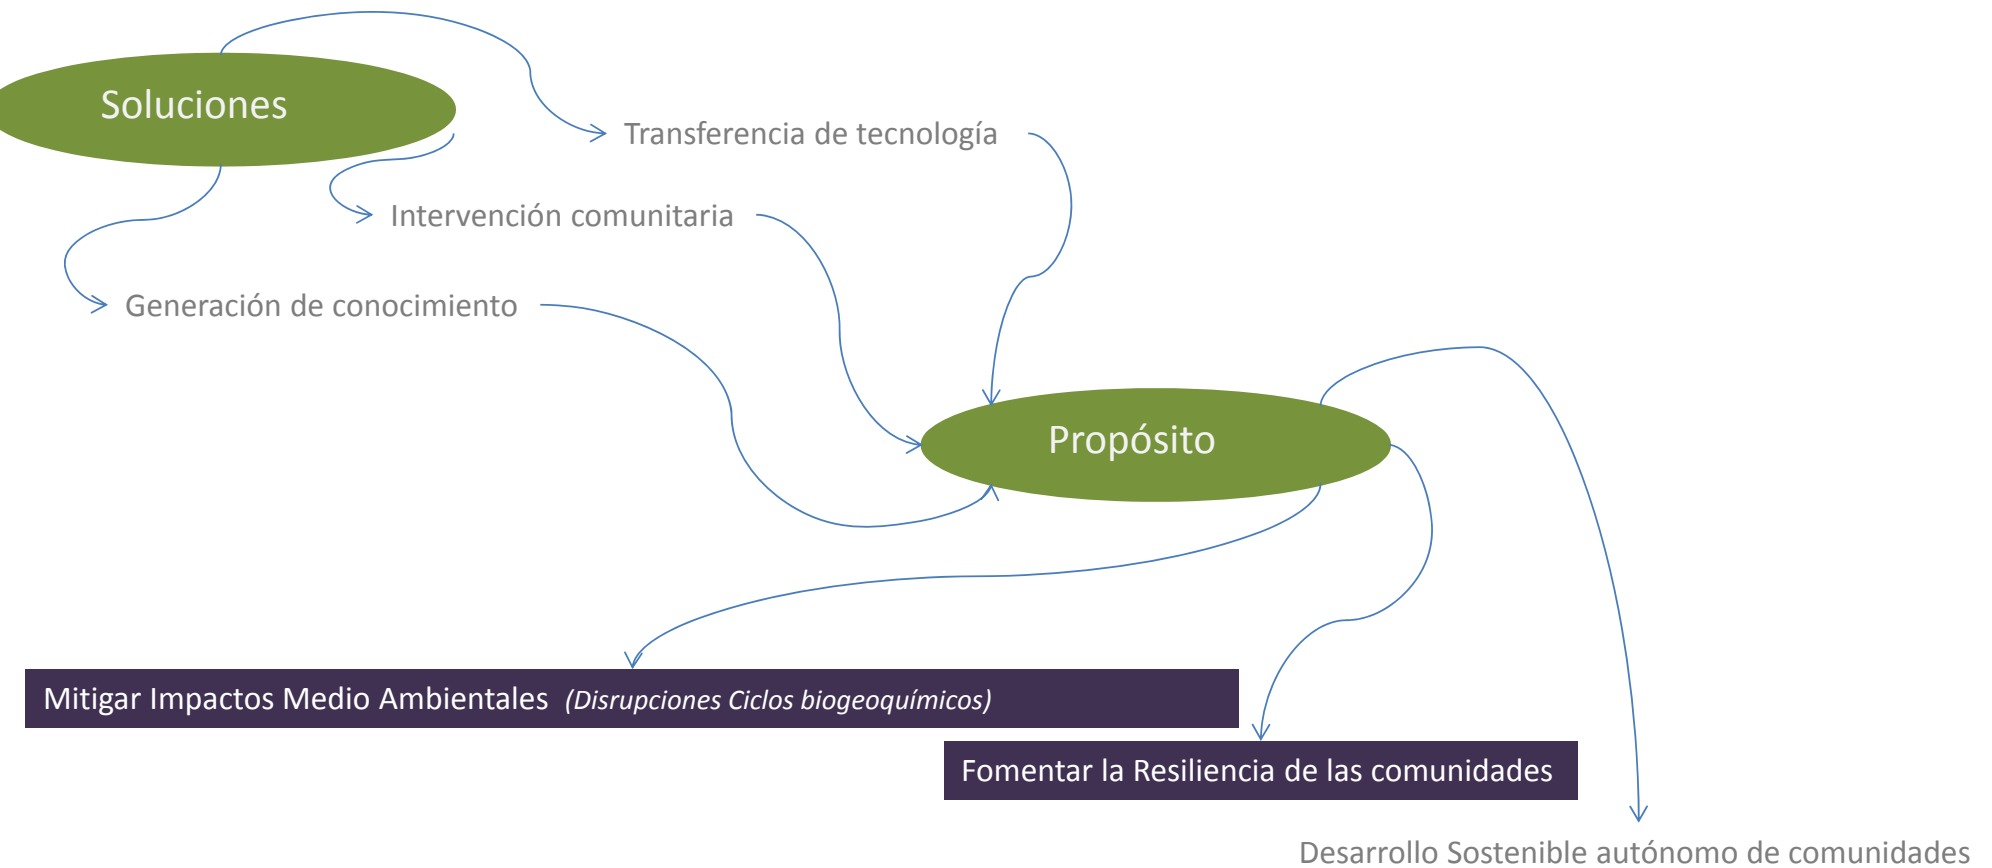 Soluciones
Transferencia de tecnología
Intervención comunitaria
Generación de conocimiento
Propósito
Mitigar Impactos Medio Ambientales (Disrupciones Ciclos biogeoquímicos)
Fomentar la Resiliencia de las comunidades
Desarrollo Sostenible autónomo de comunidades